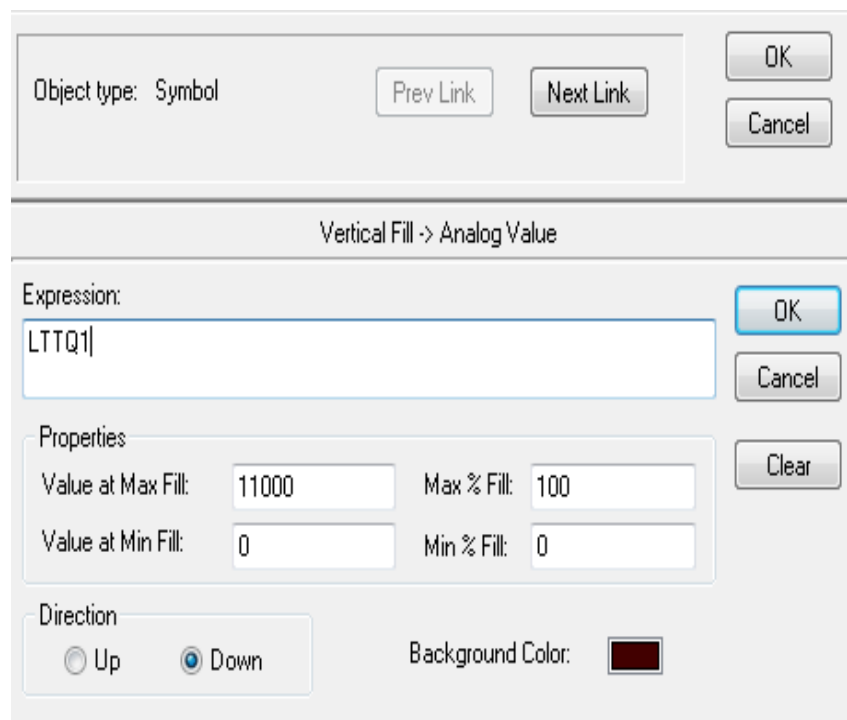 OK
Object type: Symbol Prev Link Next Link
Cancel
Vertical Fill -> Analog Value
Expression:
LTTQ1
OK
Cancel
Properties
Value at Max Fill: 11000 Max % Fill: 100
Clear
Value at Min Fill: 0 Min % Fill: 0
Direction
Up Down Background Color: